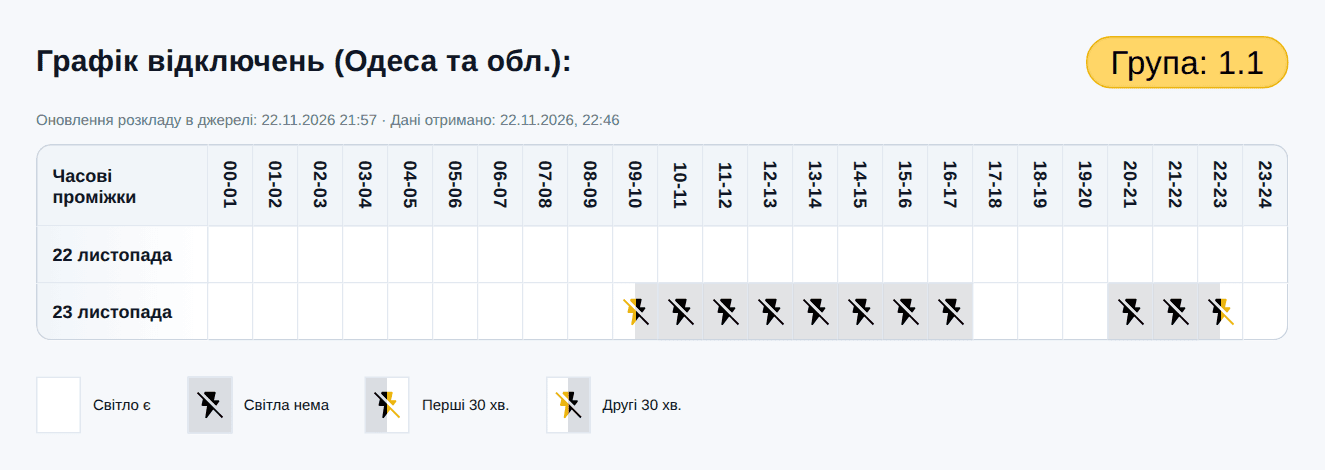 Графік відключень (Одеса та обл.):
Група: 1.1
Оновлення розкладу в джерелі: 22.11.2026 21:57 · Дані отримано: 22.11.2026, 22:46
Часові проміжки 00-01 01-02 02-03 03-04 04-05 05-06 06-07 07-08 08-09 09-10 10-11 11-12 12-13 13-14 14-15 15-16 16-17 17-18 18-19 19-20 20-21 21-22 22-23 23-24
22 листопада
23 листопада
Світло є
Світла нема
Перші 30 хв.
Другі 30 хв.